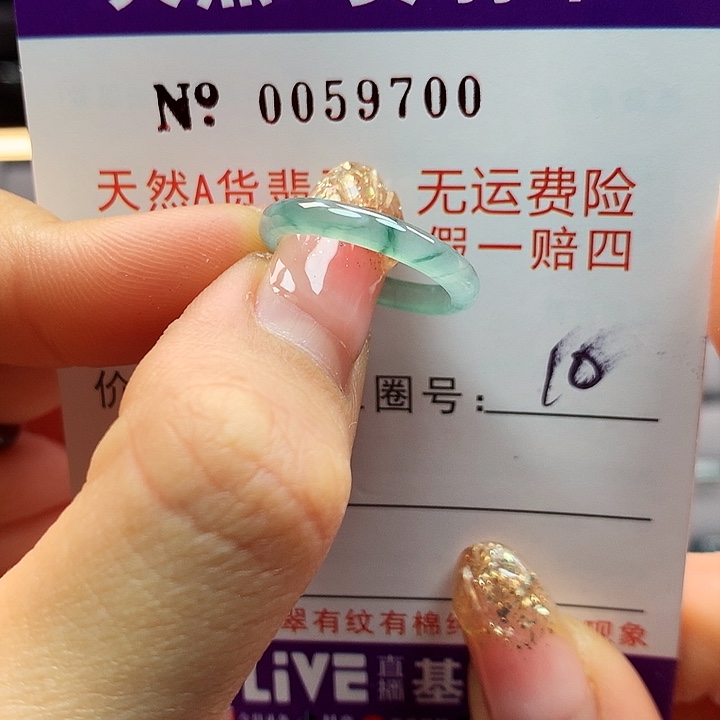 № 0059700
天然A货翡 无运费险
假一赔四
价 圈号: 10
翠有纹有棉 现象
LiVE 直播 基